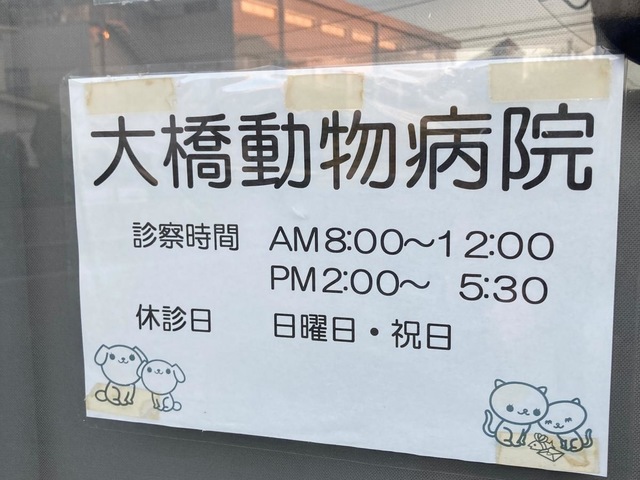 大橋動物病院
診察時間 AM8:00〜12:00
PM2:00〜 5:30
休診日 日曜日・祝日